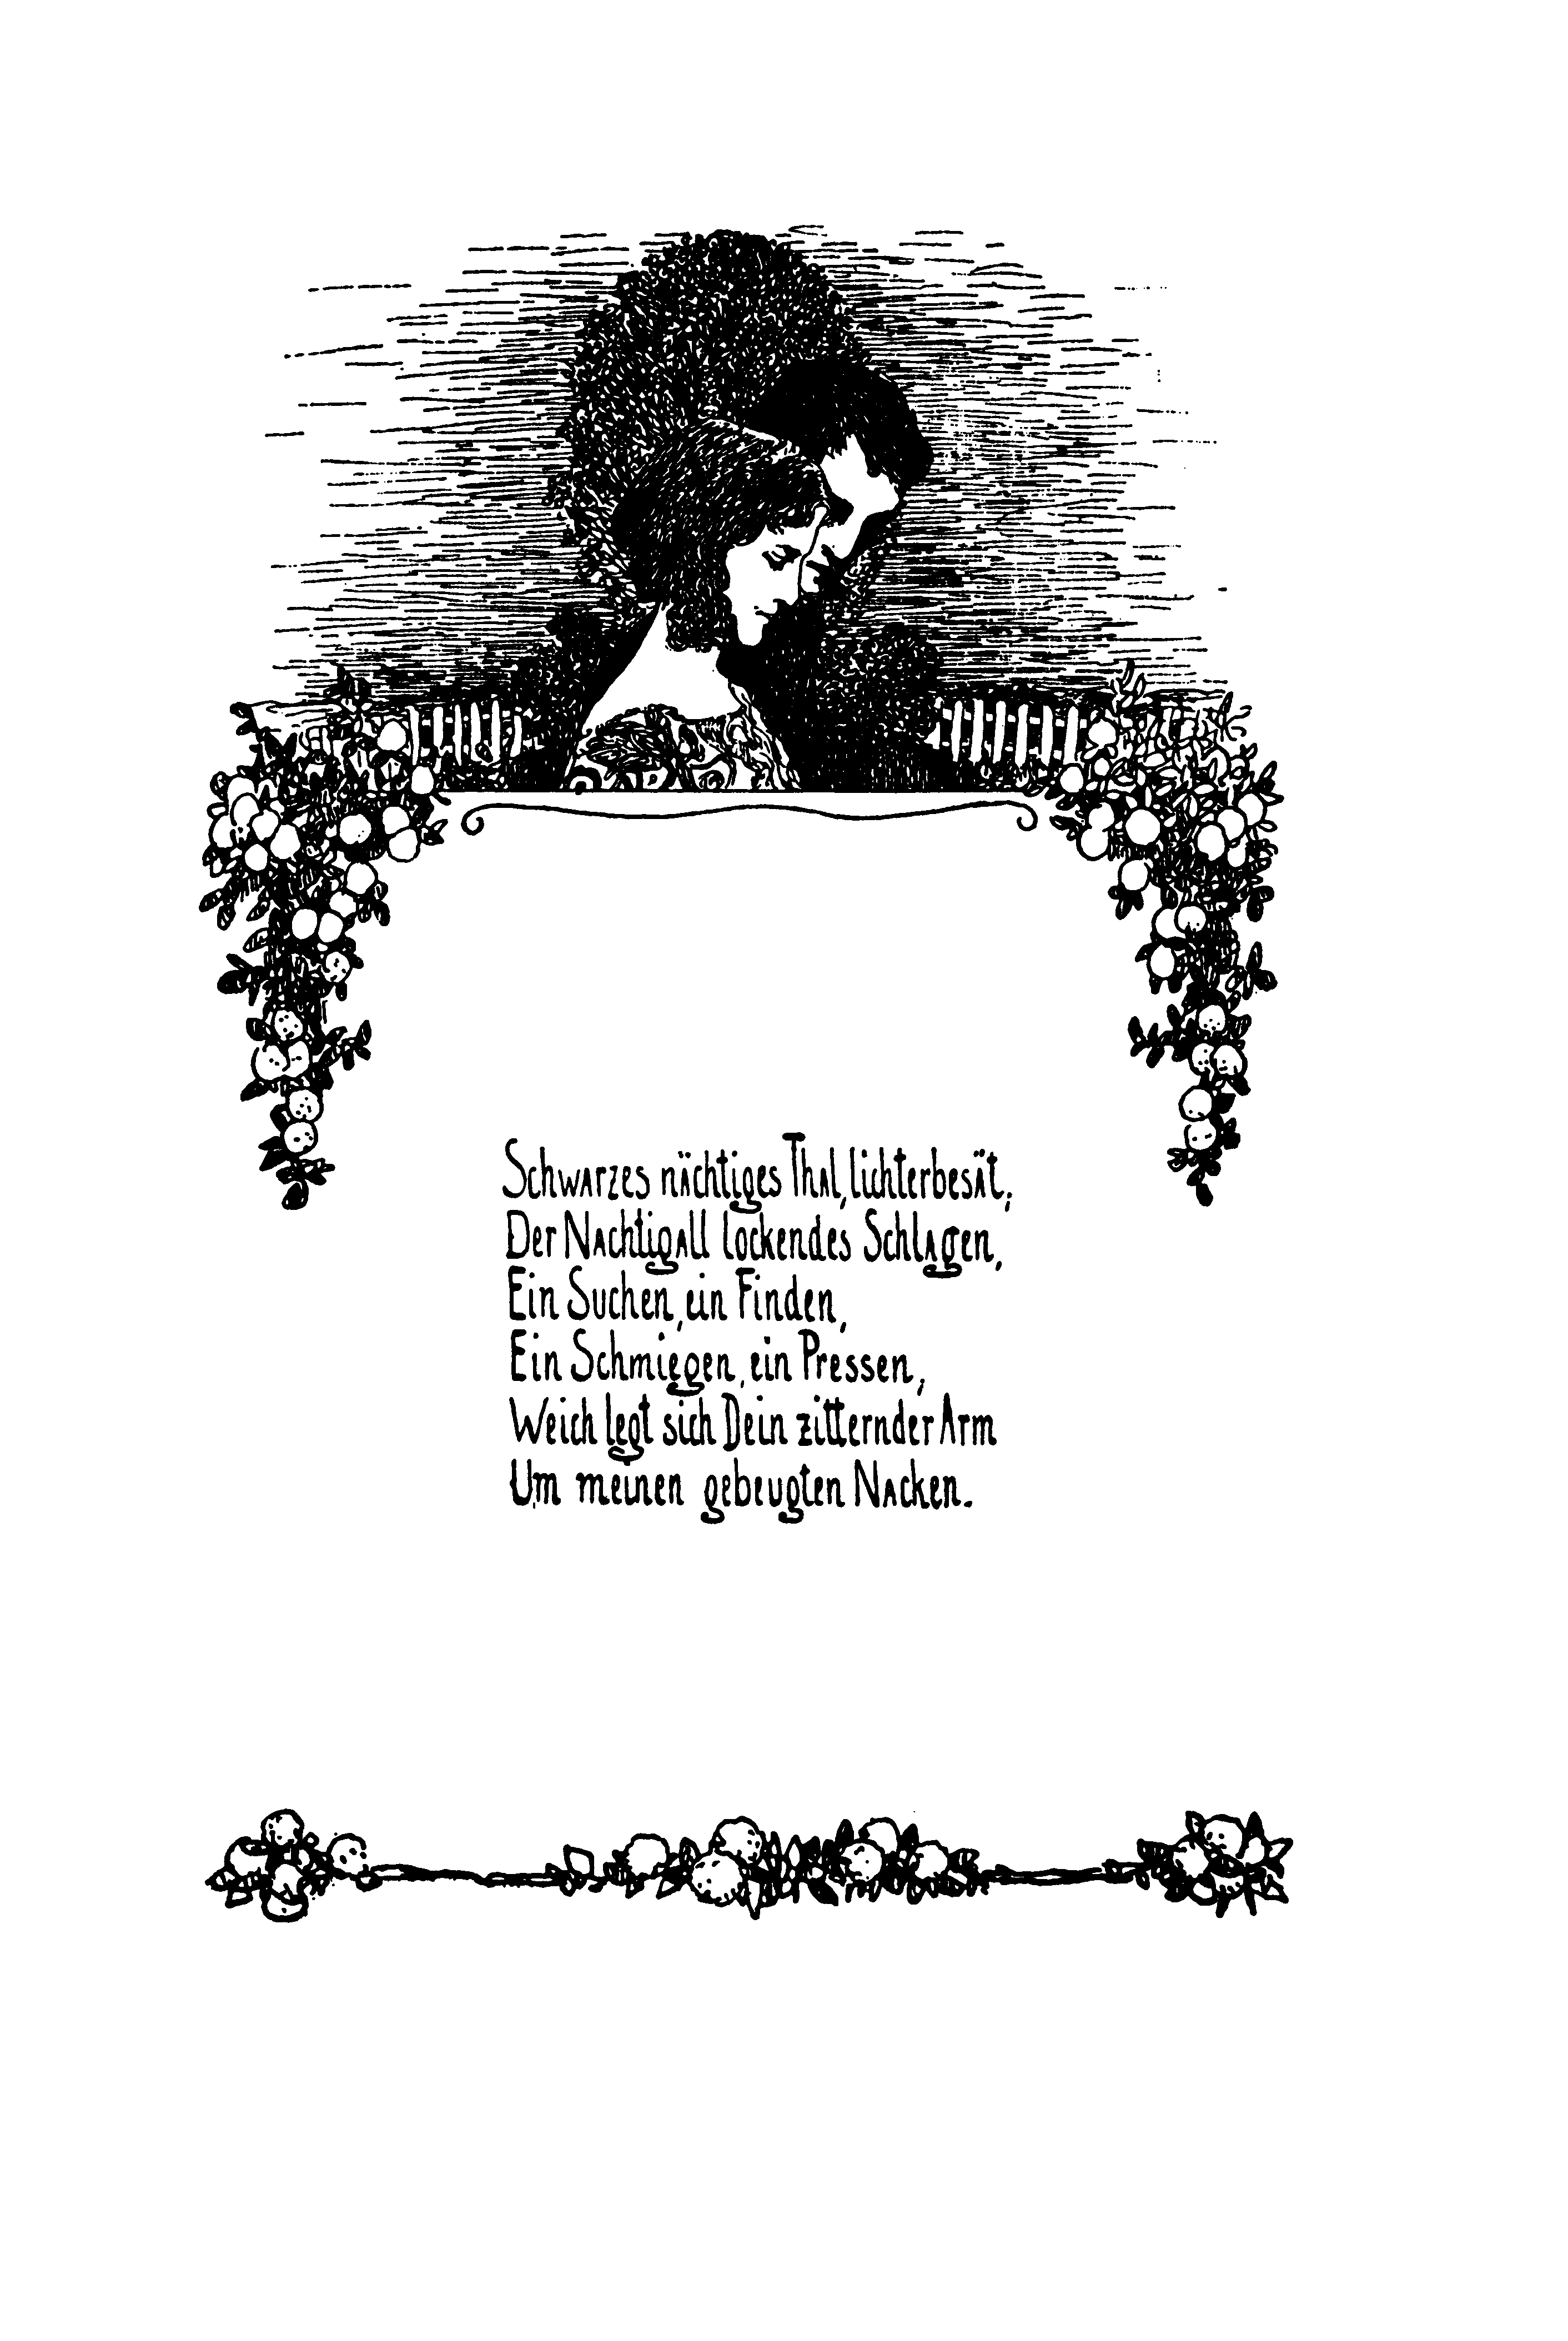 Schwarzes nächtiges Thal, lichterbesät;
Der Nachtigall lockendes Schlagen,
Ein Suchen, ein Finden,
Ein Schmiegen, ein Pressen;
Weich legt sich Dein zitternder Arm
Um meinen gebeugten Nacken.